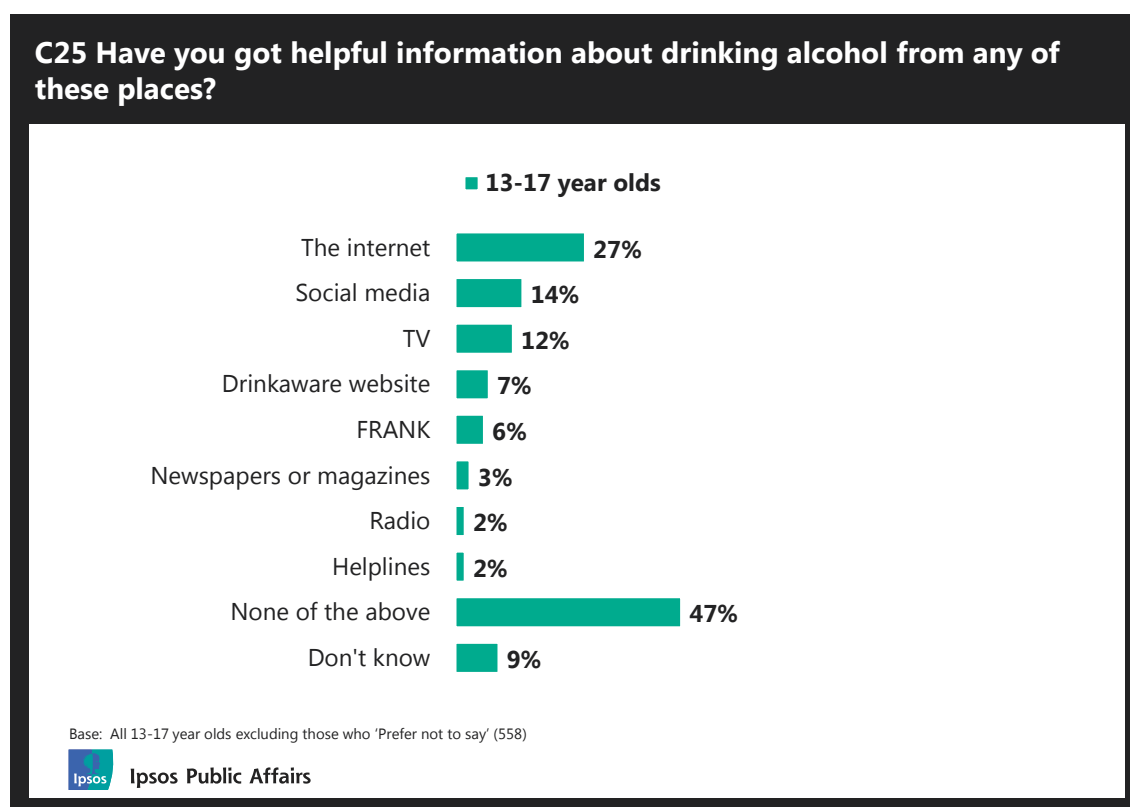 C25 Have you got helpful information about drinking alcohol from any of
these places?
13-17 year olds
The internet 27%
Social media 14%
TV 12%
Drinkaware website 7%
FRANK 6%
Newspapers or magazines 3%
Radio 2%
Helplines 2%
None of the above 47%
Don't know 9%
Base: All 13-17 year olds excluding those who ‘Prefer not to say’ (558)
Ipsos Ipsos Public Affairs